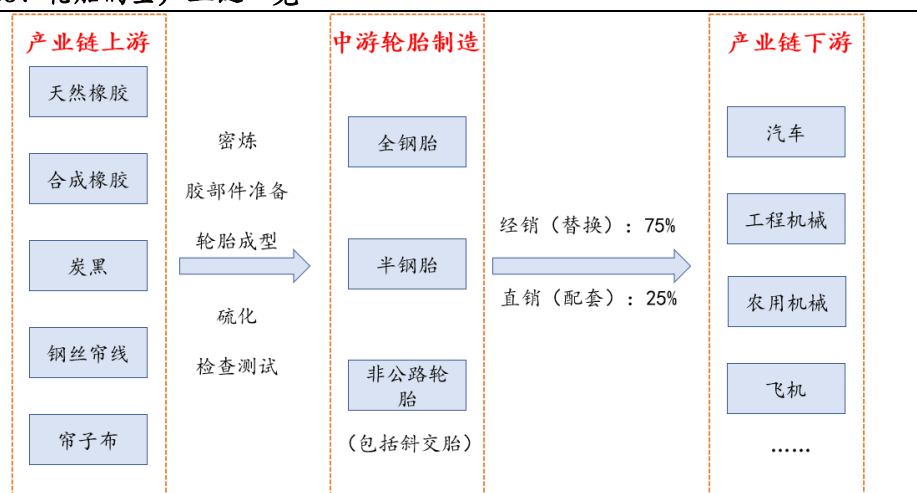 产业链上游
天然橡胶
合成橡胶
炭黑
钢丝帘线
帘子布
密炼
胶部件准备
轮胎成型
硫化
检查测试
中游轮胎制造
全钢胎
半钢胎
非公路轮
胎
（包括斜交胎）
经销（替换）：75%
直销（配套）：25%
产业链下游
汽车
工程机械
农用机械
飞机
……